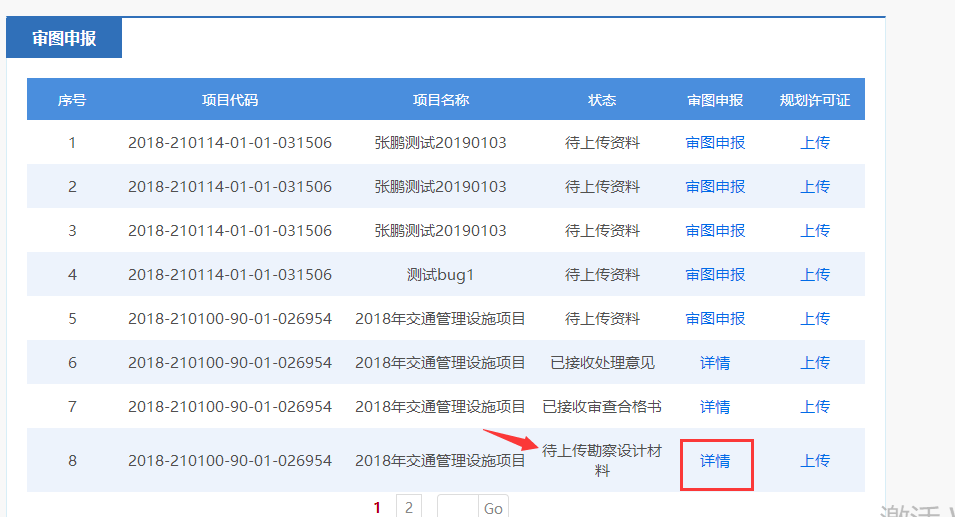 审图申报
序号 项目代码 项目名称 状态 审图申报 规划许可证
1 2018-210114-01-01-031506 张鹏测试20190103 待上传资料 审图申报 上传
2 2018-210114-01-01-031506 张鹏测试20190103 待上传资料 审图申报 上传
3 2018-210114-01-01-031506 张鹏测试20190103 待上传资料 审图申报 上传
4 2018-210114-01-01-031506 测试bug1 待上传资料 审图申报 上传
5 2018-210100-90-01-026954 2018年交通管理设施项目 待上传资料 审图申报 上传
6 2018-210100-90-01-026954 2018年交通管理设施项目 已接收处理意见 详情 上传
7 2018-210100-90-01-026954 2018年交通管理设施项目 已接收审查合格书 详情 上传
8 2018-210100-90-01-026954 2018年交通管理设施项目 待上传勘察设计材 详情 上传
料
1 2 Go
激活